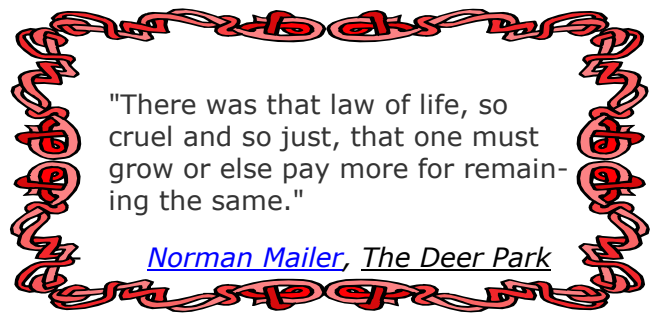 "There was that law of life, so
cruel and so just, that one must
grow or else pay more for remain-
ing the same."
- Norman Mailer, The Deer Park